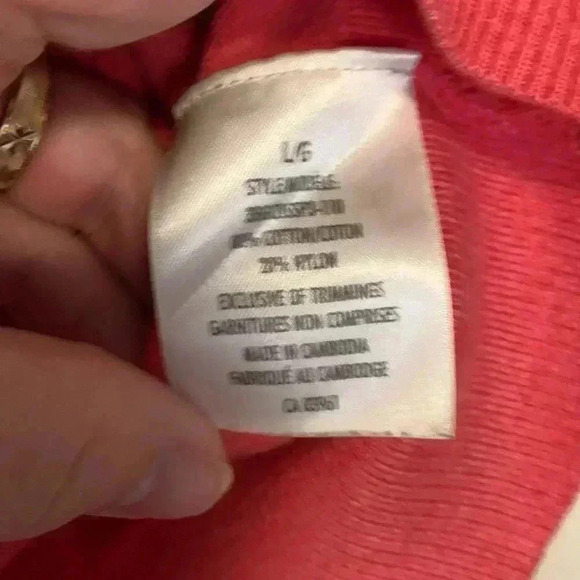 L/G
STYLE/MODÈLE:
COTTON/COTON
20% NYLON
EXCLUSIVE OF TRIMMINGS
GARNITURES NON COMPRISES
MADE IN CAMBODIA
FABRIQUÉ AU CAMBODGE
CA